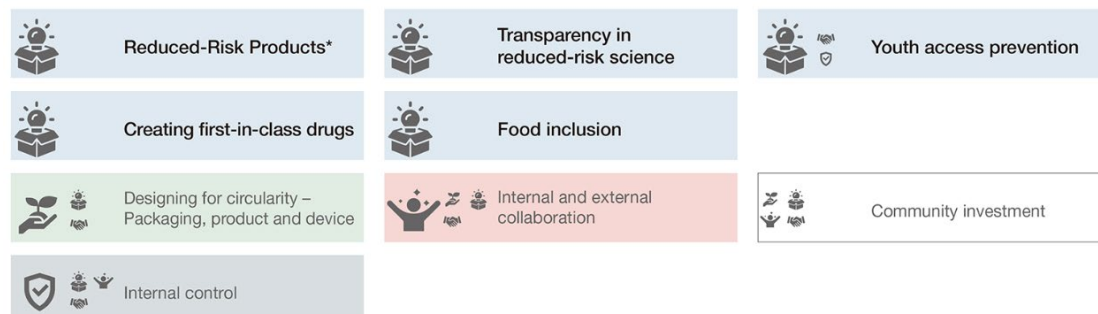 Reduced-Risk Products*
Transparency in
reduced-risk science
Youth access prevention
Creating first-in-class drugs
Food inclusion
Designing for circularity –
Packaging, product and device
Internal and external
collaboration
Community investment
Internal control